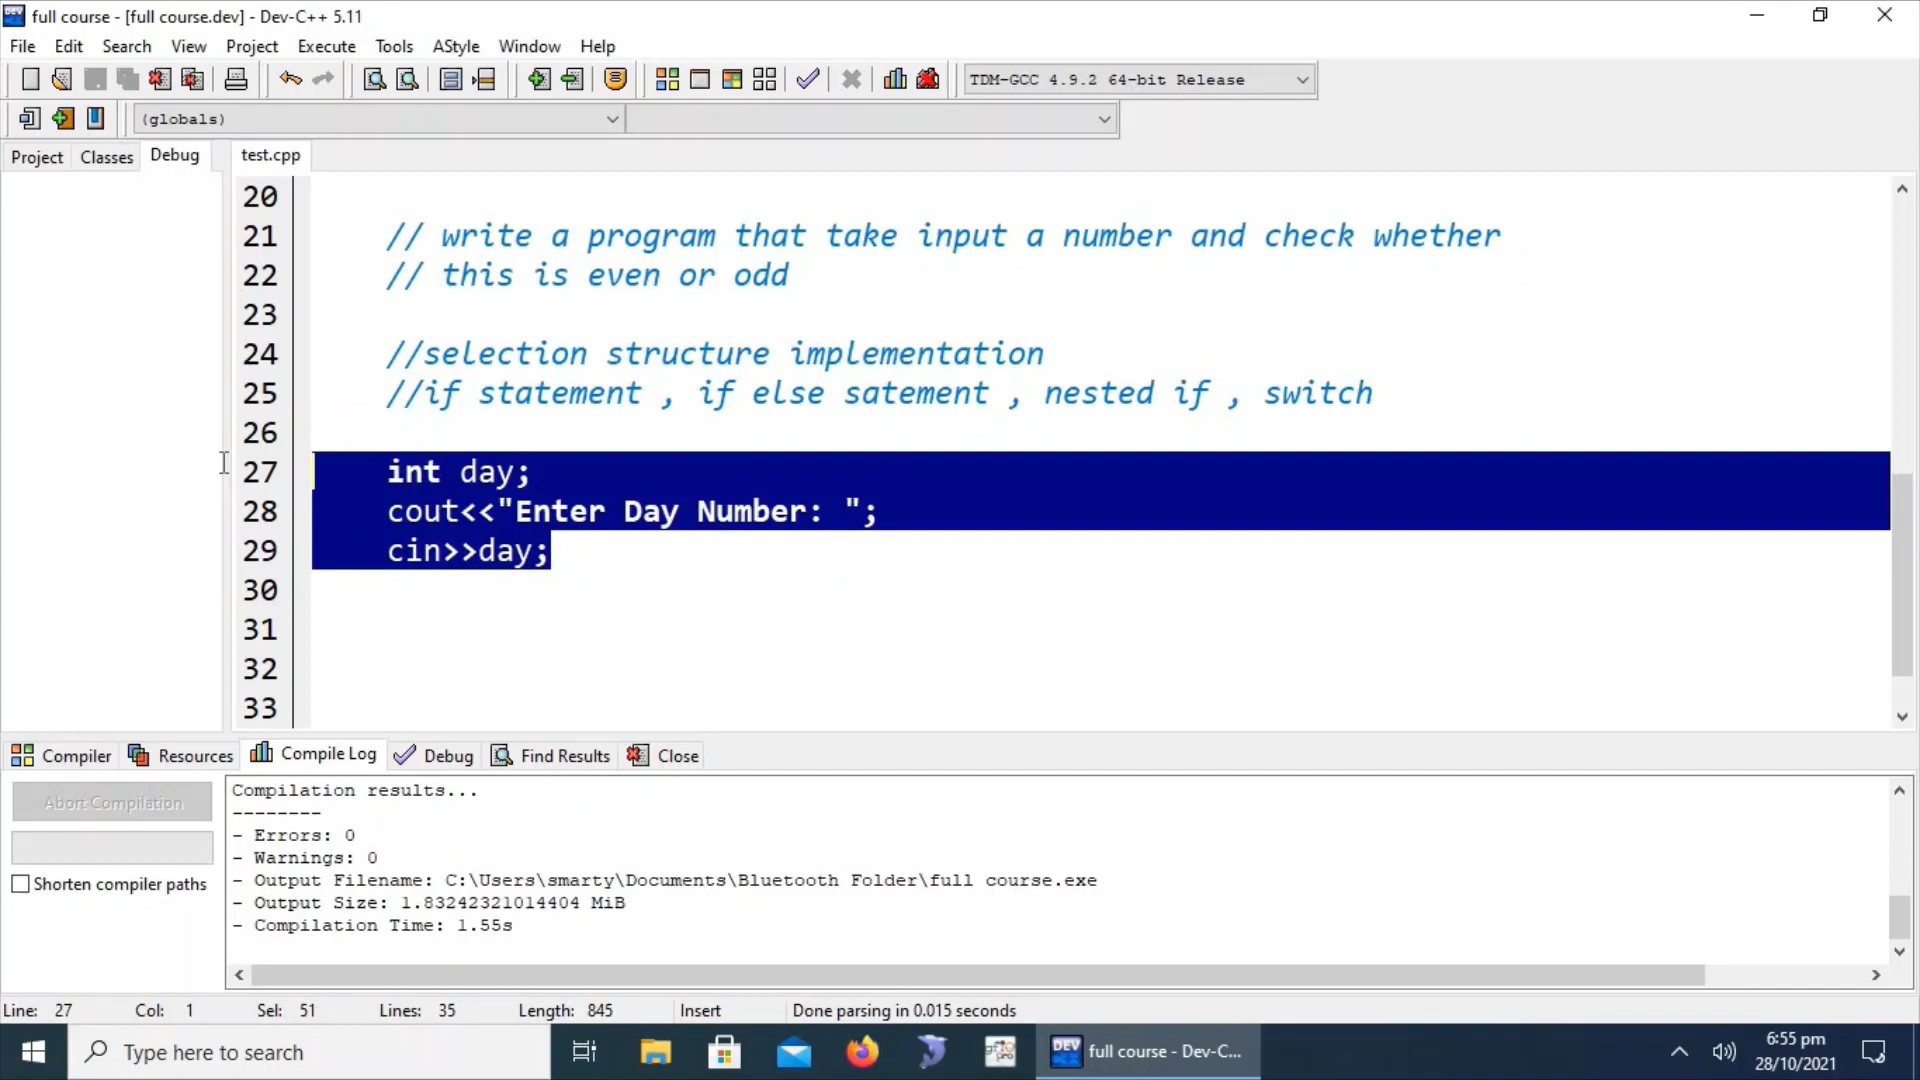 full course - [full course.dev] - Dev-C++ 5.11
File Edit Search View Project Execute Tools AStyle Window Help
TDM-GCC 4.9.2 64-bit Release
(globals)
Project Classes Debug test.cpp
20
21 // write a program that take input a number and check whether
22 // this is even or odd
23
24 //selection structure implementation
25 //if statement , if else satement , nested if , switch
26
27 int day;
28 cout<<"Enter Day Number: ";
29 cin>>day;
30
31
32
33
Compiler Resources Compile Log Debug Find Results Close
Abort Compilation
Shorten compiler paths
Compilation results...
--------
- Errors: 0
- Warnings: 0
- Output Filename: C:\Users\smarty\Documents\Bluetooth Folder\full course.exe
- Output Size: 1.83242321014404 MiB
- Compilation Time: 1.55s
Line: 27 Col: 1 Sel: 51 Lines: 35 Length: 845 Insert Done parsing in 0.015 seconds
Type here to search
DEV
full course - Dev-C...
6:55 pm
28/10/2021